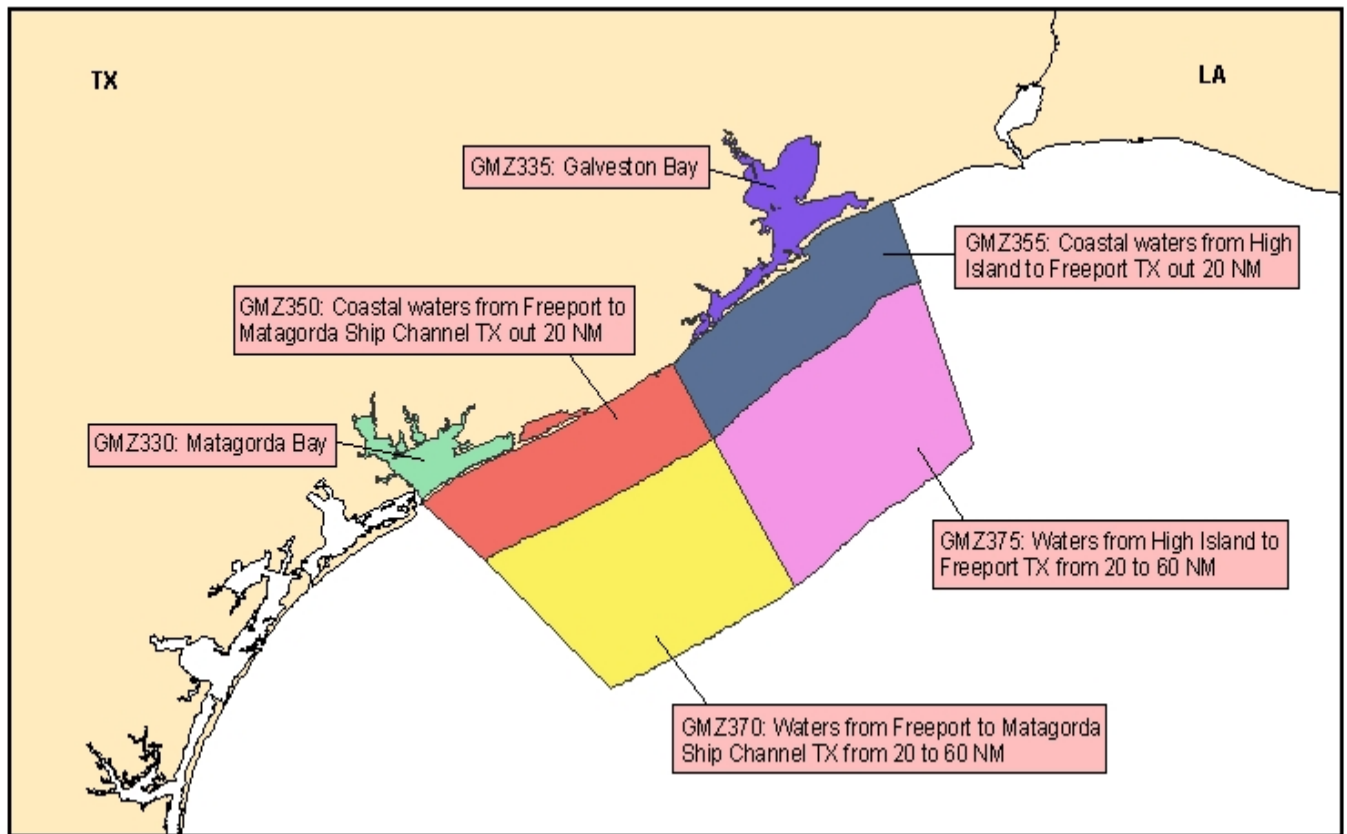 TX
LA
GMZ335: Galveston Bay
GMZ355: Coastal waters from High
Island to Freeport TX out 20 NM
GMZ350: Coastal waters from Freeport to
Matagorda Ship Channel TX out 20 NM
GMZ330: Matagorda Bay
GMZ375: Waters from High Island to
Freeport TX from 20 to 60 NM
GMZ370: Waters from Freeport to Matagorda
Ship Channel TX from 20 to 60 NM